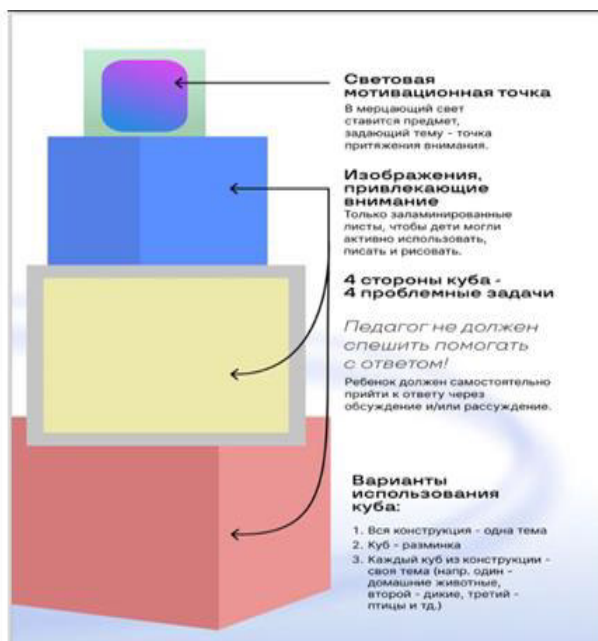 Световая
мотивационная точка
В мерцающий свет
ставится предмет,
задающий тему - точка
притяжения внимания.
Изображения,
привлекающие
внимание
Только заламинированные
листы, чтобы дети могли
активно использовать,
писать и рисовать.
4 стороны куба -
4 проблемные задачи
Педагог не должен
спешить помогать
с ответом!
Ребенок должен самостоятельно
прийти к ответу через
обсуждение и/или рассуждение.
Варианты
использования
куба:
1. Вся конструкция - одна тема
2. Куб - разминка
3. Каждый куб из конструкции -
своя тема (напр. один -
домашние животные,
второй - дикие, третий -
птицы и тд.)